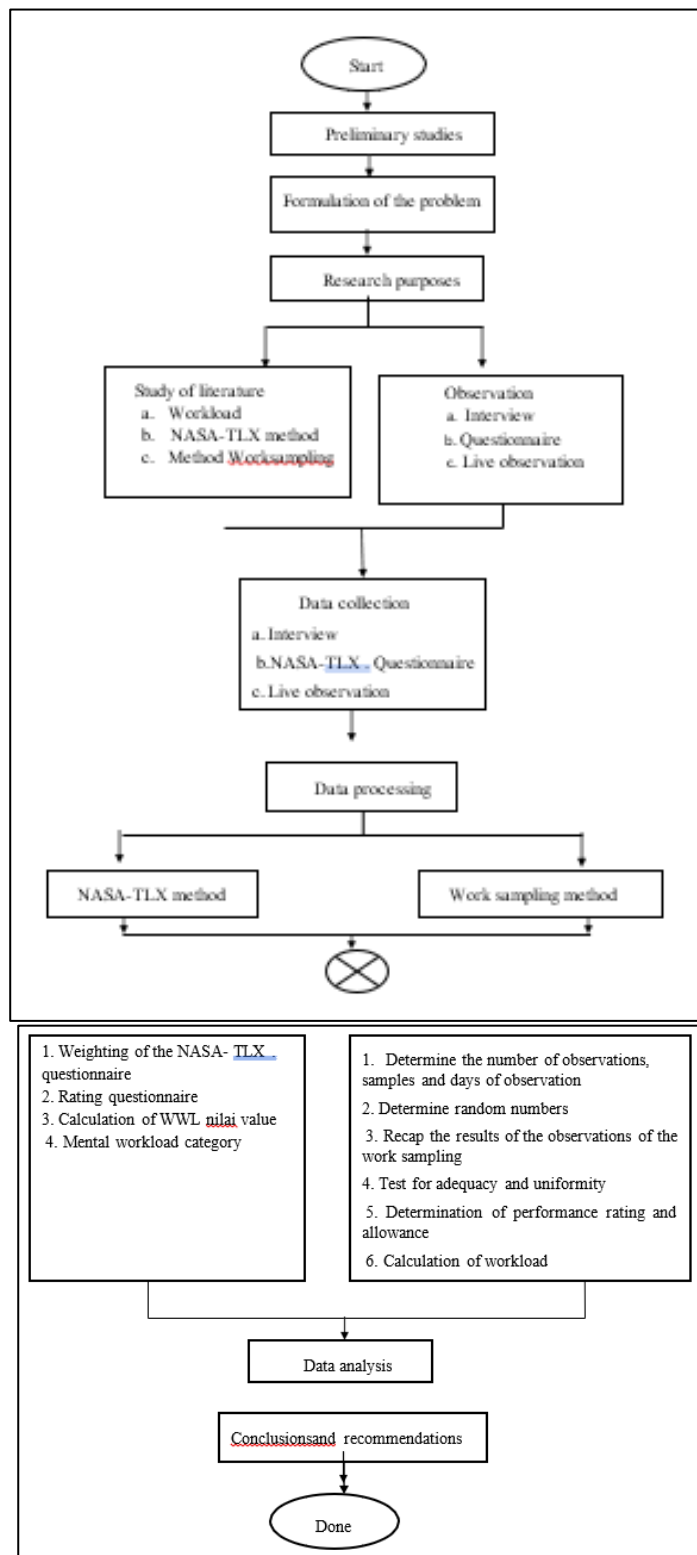 Start
Preliminary studies
Formulation of the problem
Research purposes
Study of literature
a. Workload
b. NASA-TLX method
c. Method Worksampling
Observation
a. Interview
b. Questionnaire
c. Live observation
Data collection
a. Interview
b.NASA-TLX - Questionnaire
c. Live observation
Data processing
NASA-TLX method
Work sampling method
1. Weighting of the NASA- TLX -
questionnaire
2. Rating questionnaire
3. Calculation of WWL nilai value
4. Mental workload category
1. Determine the number of observations,
samples and days of observation
2. Determine random numbers
3. Recap the results of the observations of the
work sampling
4. Test for adequacy and uniformity
5. Determination of performance rating and
allowance
6. Calculation of workload
Data analysis
Conclusionsand recommendations
Done